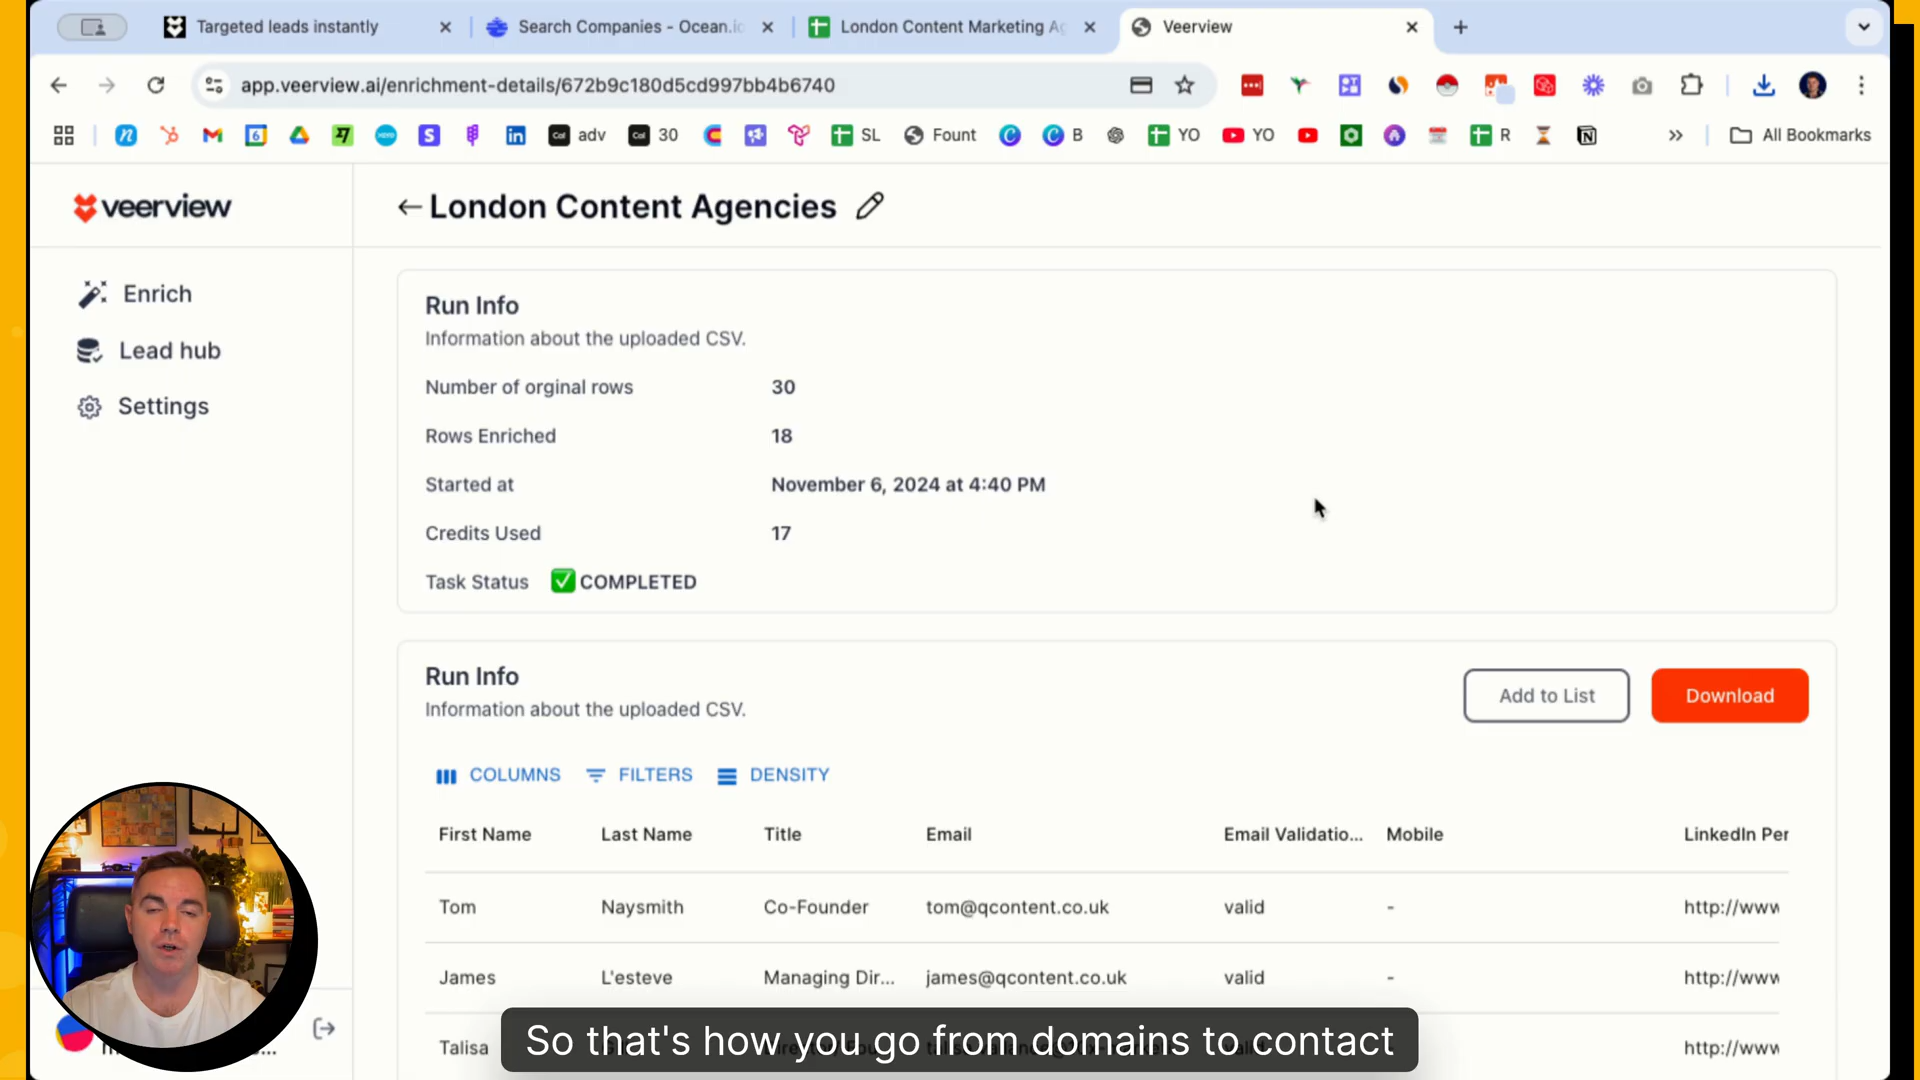 Targeted leads instantly
Search Companies - Ocean.io
London Content Marketing Ag
Veerview
app.veerview.ai/enrichment-details/672b9c180d5cd997bb4b6740
adv
30
SL
Fount
B
YO
YO
R
All Bookmarks
veerview
London Content Agencies
Enrich
Lead hub
Settings
Run Info
Information about the uploaded CSV.
Number of orginal rows 30
Rows Enriched 18
Started at November 6, 2024 at 4:40 PM
Credits Used 17
Task Status COMPLETED
Run Info
Information about the uploaded CSV.
Add to List
Download
COLUMNS FILTERS DENSITY
First Name Last Name Title Email Email Validatio... Mobile LinkedIn Per
Tom Naysmith Co-Founder tom@qcontent.co.uk valid - http://www
James L'esteve Managing Dir... james@qcontent.co.uk valid - http://www
Talisa http://www
So that's how you go from domains to contact